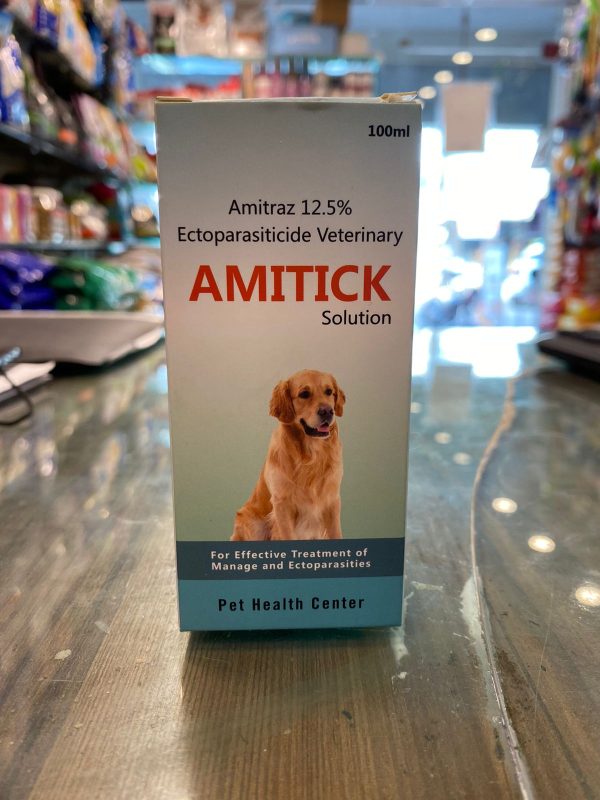 100ml
Amitraz 12.5%
Ectoparasiticide Veterinary
AMITICK
Solution
For Effective Treatment of
Manage and Ectoparasities
Pet Health Center